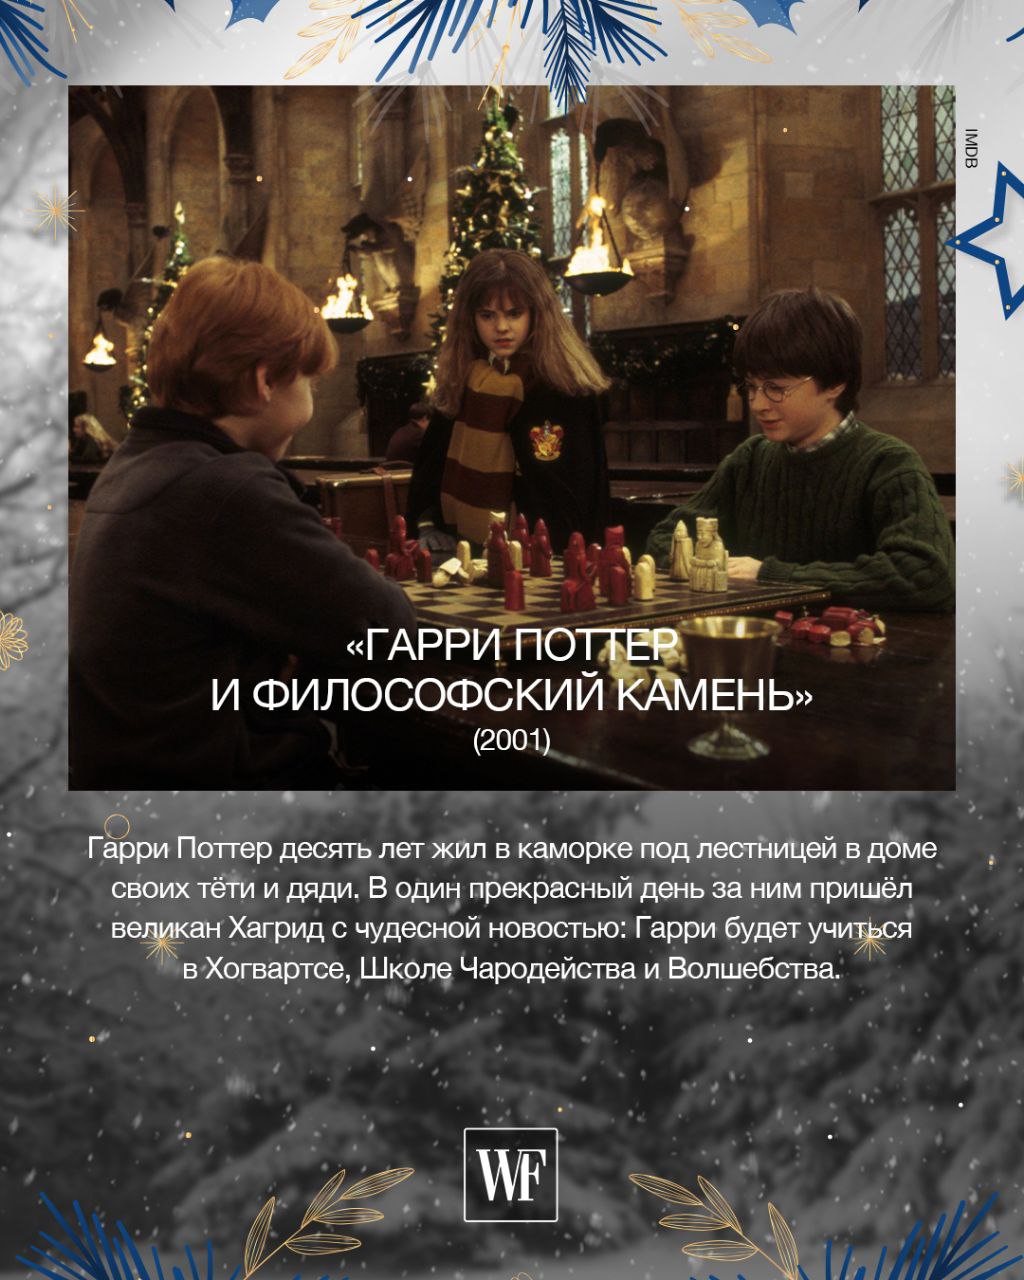 IMDB
«ГАРРИ ПОТТЕР
И ФИЛОСОФСКИЙ КАМЕНЬ»
(2001)
Гарри Поттер десять лет жил в каморке под лестницей в доме
своих тёти и дяди. В один прекрасный день за ним пришёл
великан Хагрид с чудесной новостью: Гарри будет учиться
в Хогвартсе, Школе Чародейства и Волшебства.
WF